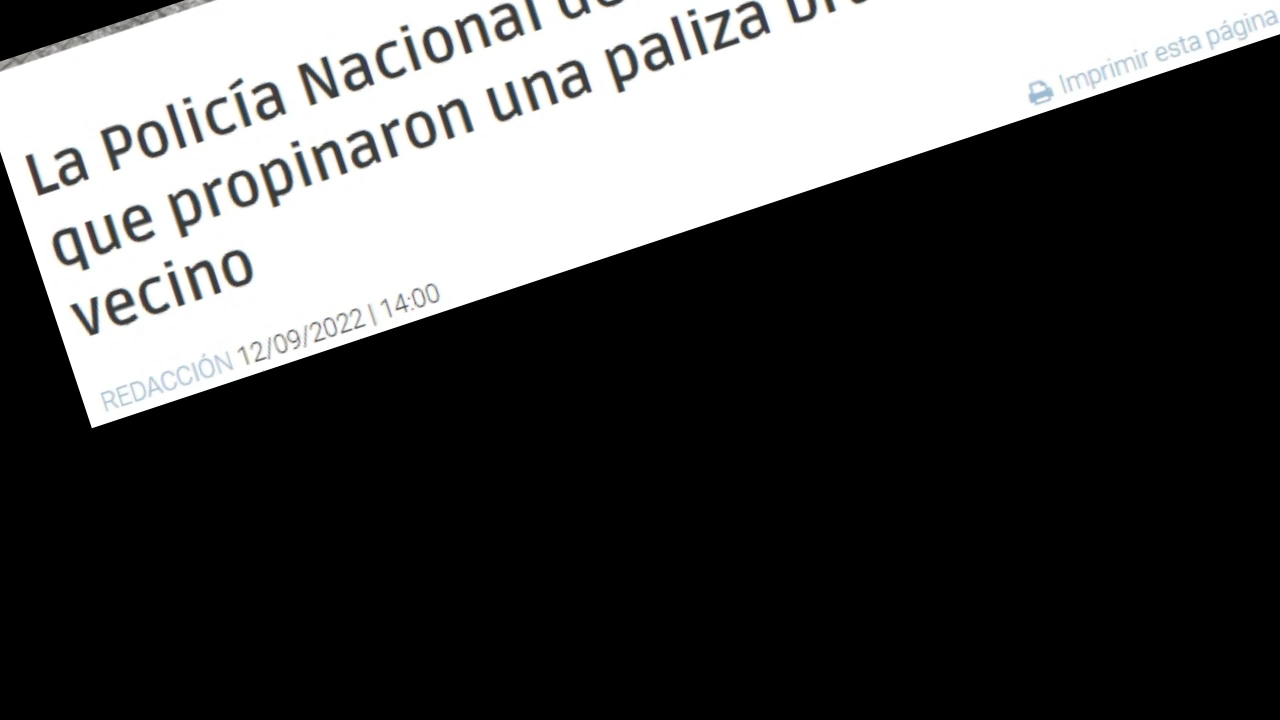 La Policía Nacional
que propinaron una paliza
vecino
REDACCIÓN 12/09/2022 | 14:00
Imprimir esta página